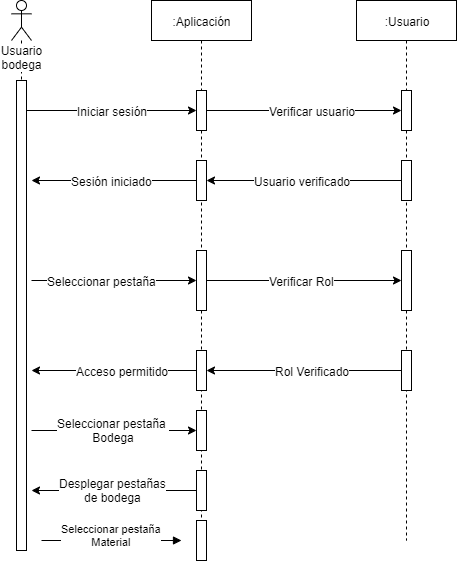 :Aplicación
:Usuario
Usuario
bodega
Iniciar sesión
Verificar usuario
Sesión iniciado
Usuario verificado
Seleccionar pestaña
Verificar Rol
Acceso permitido
Rol Verificado
Seleccionar pestaña
Bodega
Desplegar pestañas
de bodega
Seleccionar pestaña
Material